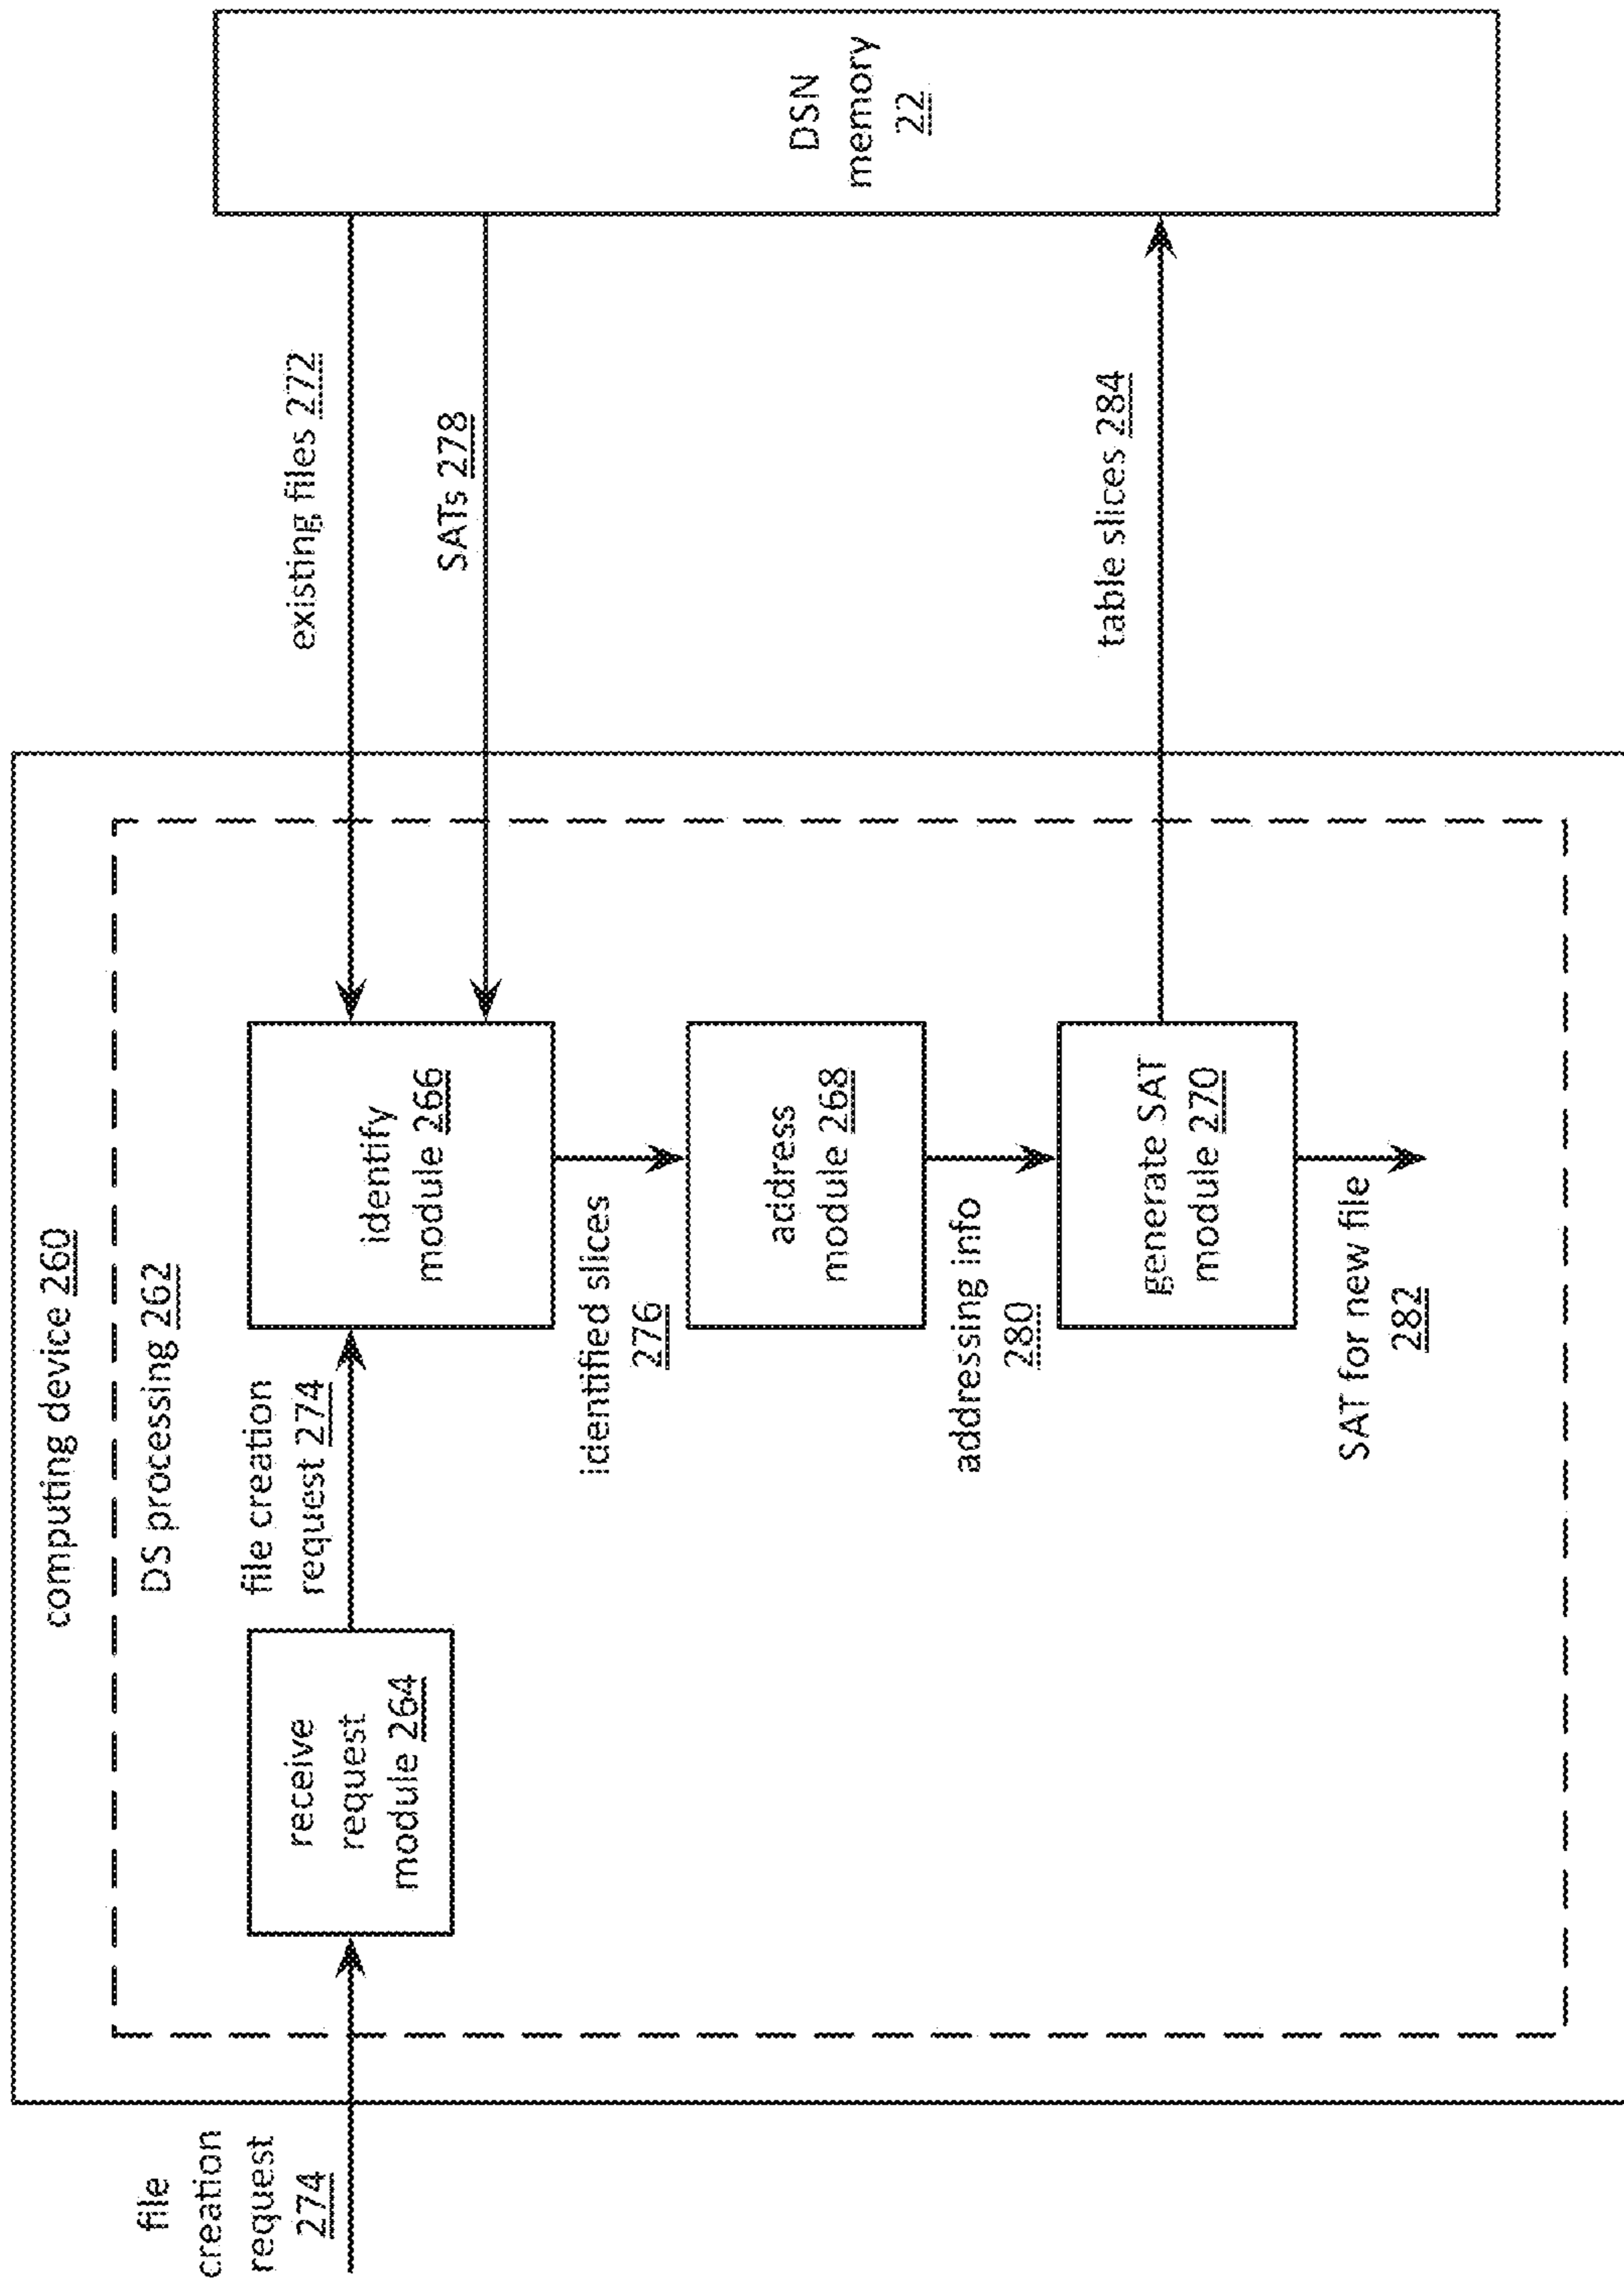 computing device 260
DS processing 262
file
creation
request
274
receive
request
module 264
file creation
request 274
identify
module 266
existing files 272
SATs 278
DSN
memory
22
identified slices
276
address
module 268
addressing info
280
generate SAT
module 270
table slices 284
SAT for new file
282